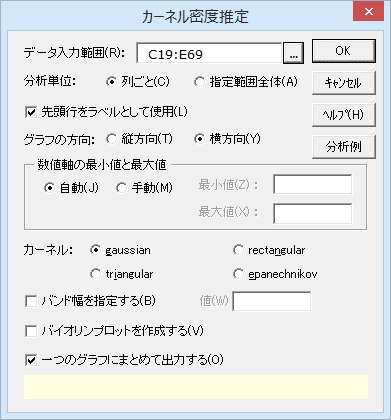 カーネル密度推定
データ入力範囲(R): C19:E69 ... OK
分析単位: 列ごと(C) 指定範囲全体(A) キャンセル
先頭行をラベルとして使用(L) ヘルプ(H)
グラフの方向: 縦方向(T) 横方向(Y) 分析例
数値軸の最小値と最大値
自動(J) 手動(M) 最小値(Z):
最大値(X):
カーネル: gaussian rectangular
triangular epanechnikov
バンド幅を指定する(B) 値(W)
バイオリンプロットを作成する(V)
一つのグラフにまとめて出力する(O)